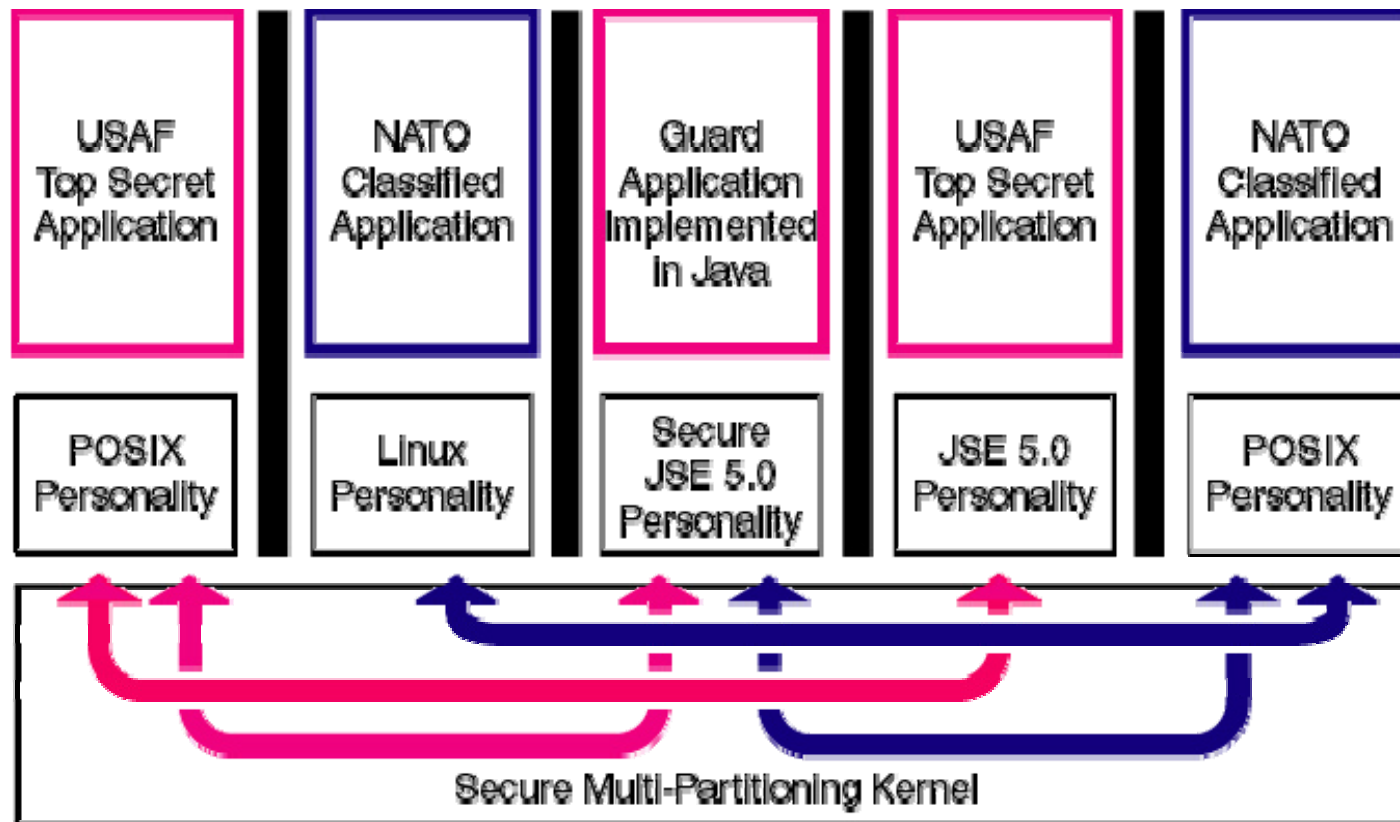 USAF
Top Secret
Application
NATO
Classified
Application
Guard
Application
Implemented
in Java
USAF
Top Secret
Application
NATO
Classified
Application
POSIX
Personality
Linux
Personality
Secure
JSE 5.0
Personality
JSE 5.0
Personality
POSIX
Personality
Secure Multi-Partitioning Kernel